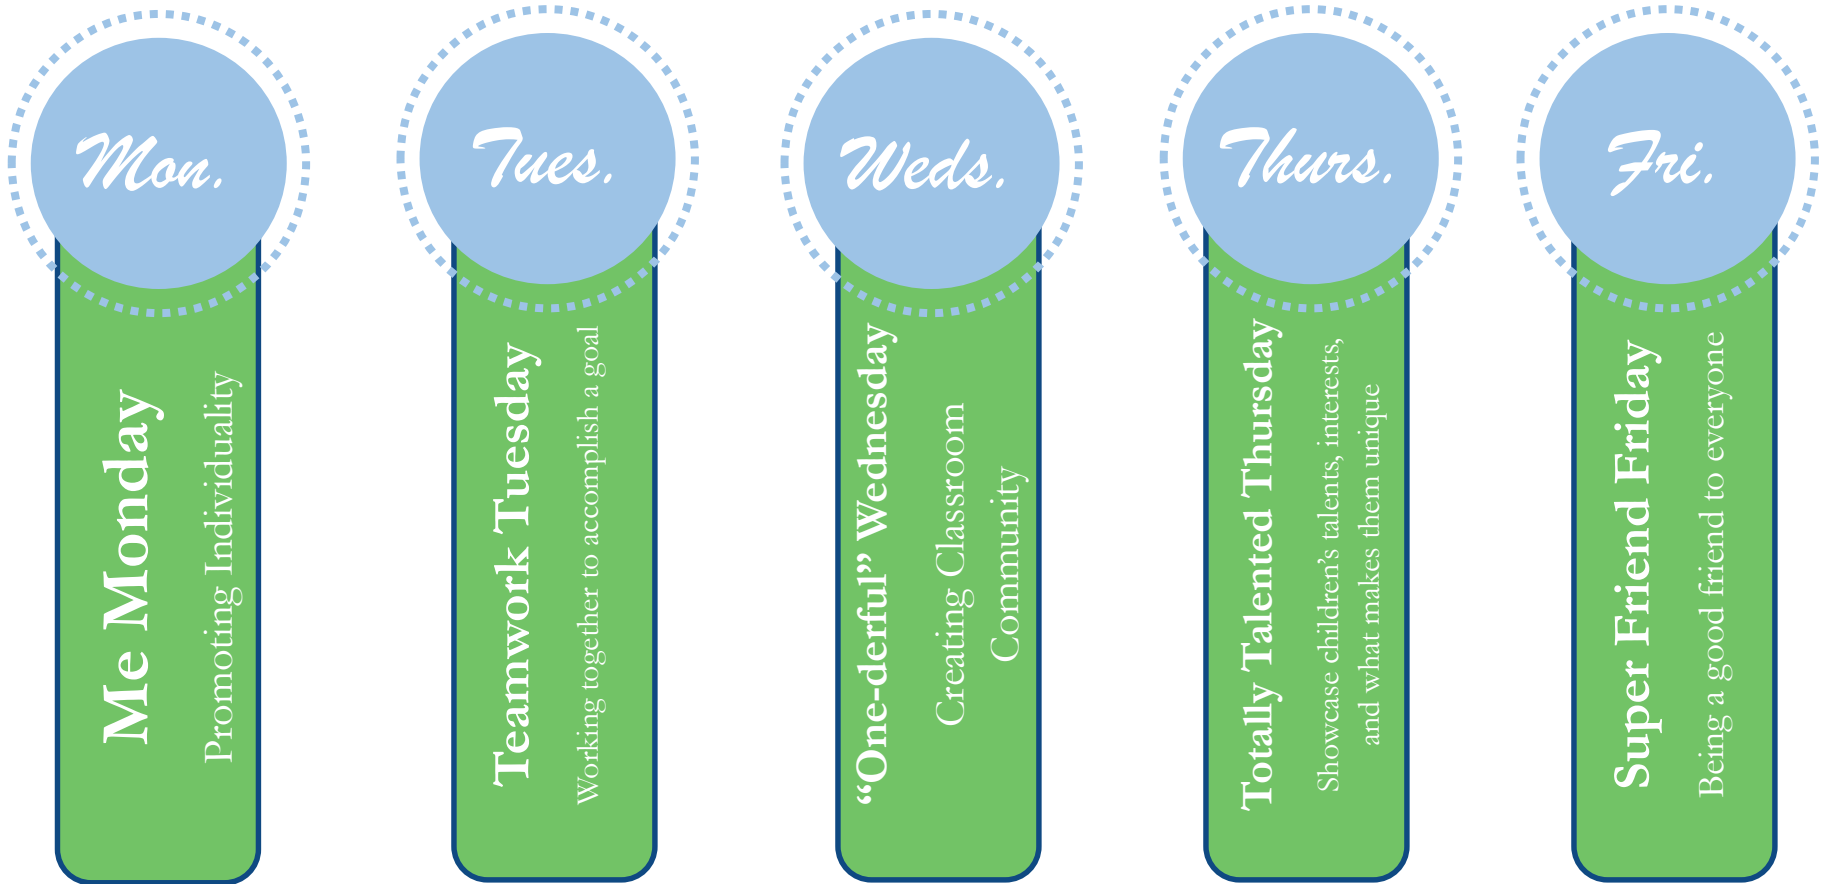 Mon.
Me Monday
Promoting Individuality
Tues.
Teamwork Tuesday
Working together to accomplish a goal
Weds.
“One-derful” Wednesday
Creating Classroom
Community
Thurs.
Totally Talented Thursday
Showcase children’s talents, interests,
and what makes them unique
Fri.
Super Friend Friday
Being a good friend to everyone